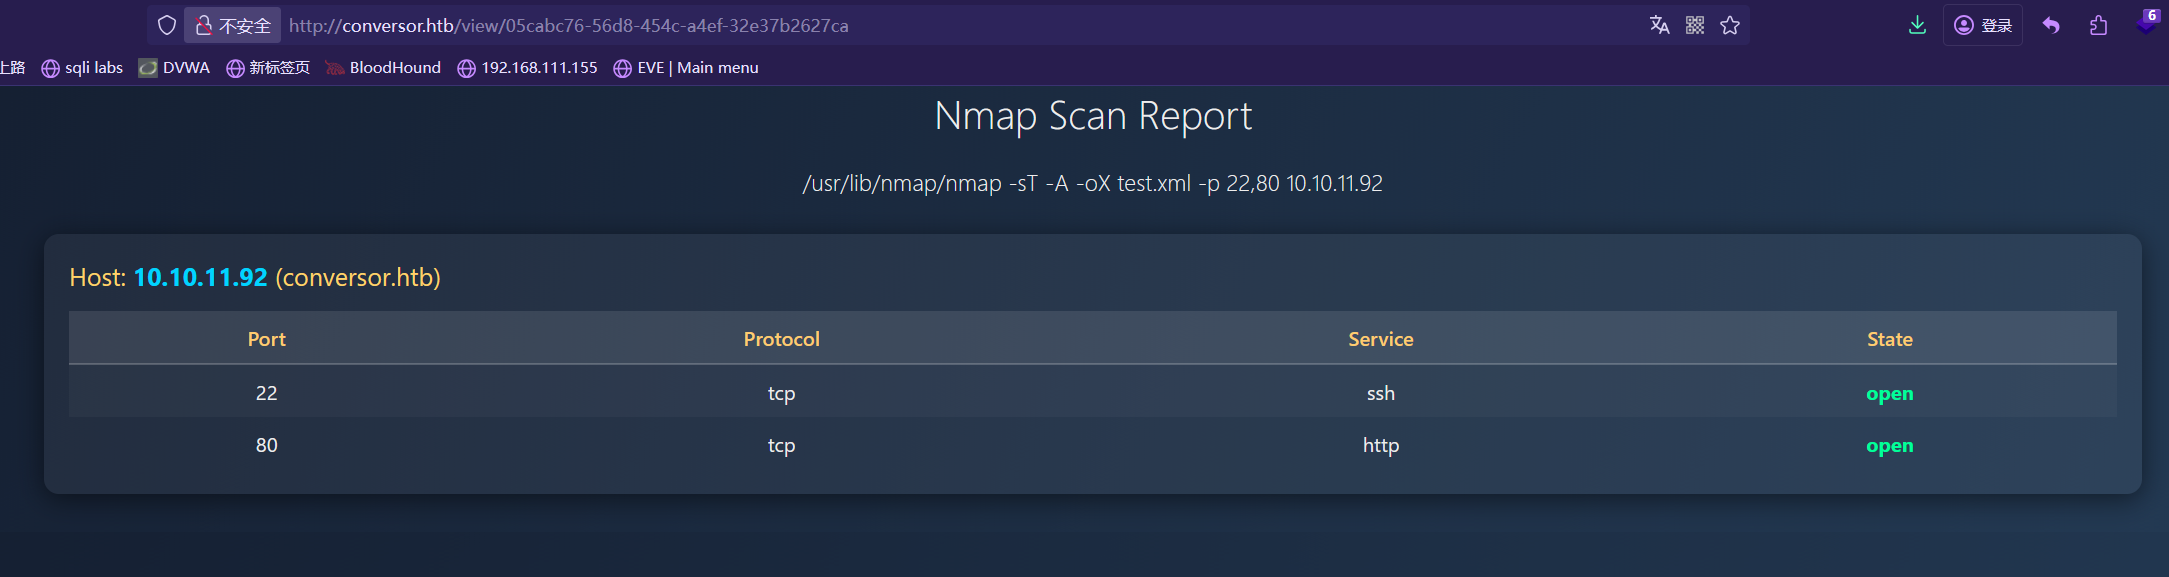 不安全 http://conversor.htb/view/05cabc76-56d8-454c-a4ef-32e37b2627ca 登录 6
上路 sqli labs DVWA 新标签页 BloodHound 192.168.111.155 EVE | Main menu
Nmap Scan Report
/usr/lib/nmap/nmap -sT -A -oX test.xml -p 22,80 10.10.11.92
Host: 10.10.11.92 (conversor.htb)
Port Protocol Service State
22 tcp ssh open
80 tcp http open